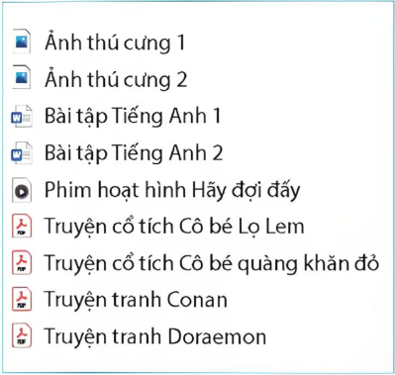 Ảnh thú cưng 1
Ảnh thú cưng 2
Bài tập Tiếng Anh 1
Bài tập Tiếng Anh 2
Phim hoạt hình Hãy đợi đấy
Truyện cổ tích Cô bé Lọ Lem
Truyện cổ tích Cô bé quàng khăn đỏ
Truyện tranh Conan
Truyện tranh Doraemon